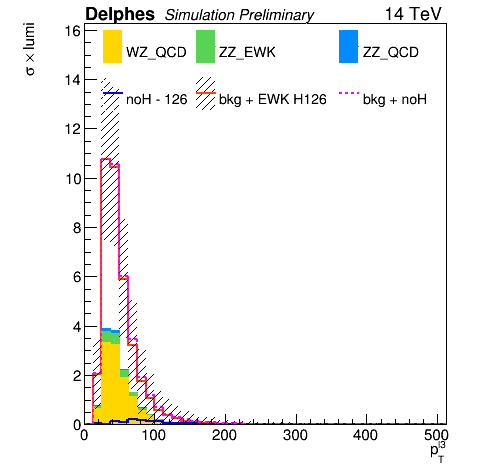 Delphes Simulation Preliminary 14 TeV
σ × lumi
WZ_QCD ZZ_EWK ZZ_QCD
noH - 126 bkg + EWK H126 bkg + noH
16
14
12
10
8
6
4
2
0
0 100 200 300 400 500
p_T^l3